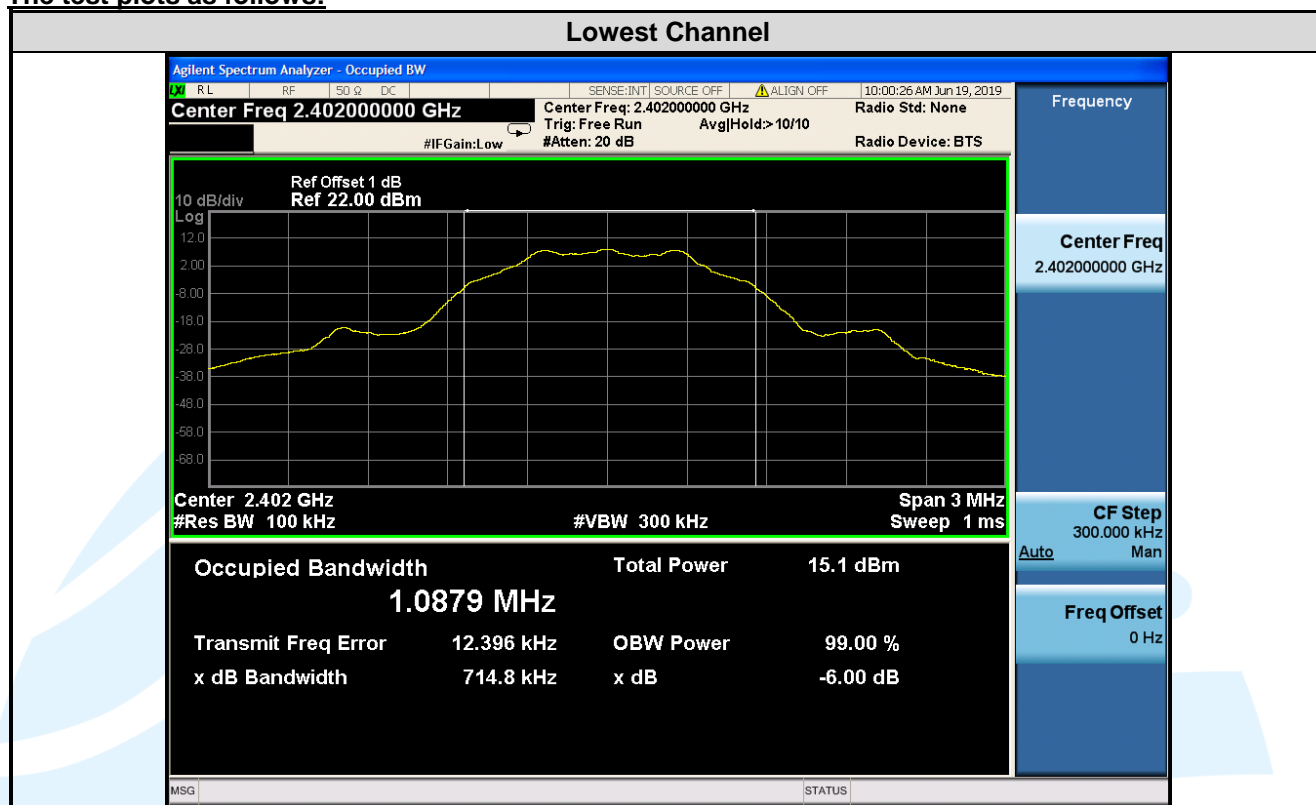 The test plots as follows:
Lowest Channel
Agilent Spectrum Analyzer - Occupied BW
LXI RL RF 50 Ω DC SENSE:INT SOURCE OFF ALIGN OFF 10:00:26 AM Jun 19, 2019
Center Freq 2.402000000 GHz
Center Freq: 2.402000000 GHz
Radio Std: None
Trig: Free Run Avg|Hold:> 10/10
#IFGain:Low
#Atten: 20 dB
Radio Device: BTS
Frequency
Ref Offset 1 dB
10 dB/div Ref 22.00 dBm
Log
12.0
2.00
-8.00
-18.0
-28.0
-38.0
-48.0
-58.0
-68.0
Center Freq
2.402000000 GHz
Center 2.402 GHz
Span 3 MHz
#Res BW 100 kHz
#VBW 300 kHz
Sweep 1 ms
CF Step
300.000 kHz
Auto Man
Occupied Bandwidth
Total Power 15.1 dBm
1.0879 MHz
Freq Offset
0 Hz
Transmit Freq Error 12.396 kHz
OBW Power 99.00 %
x dB Bandwidth 714.8 kHz
x dB -6.00 dB
MSG
STATUS